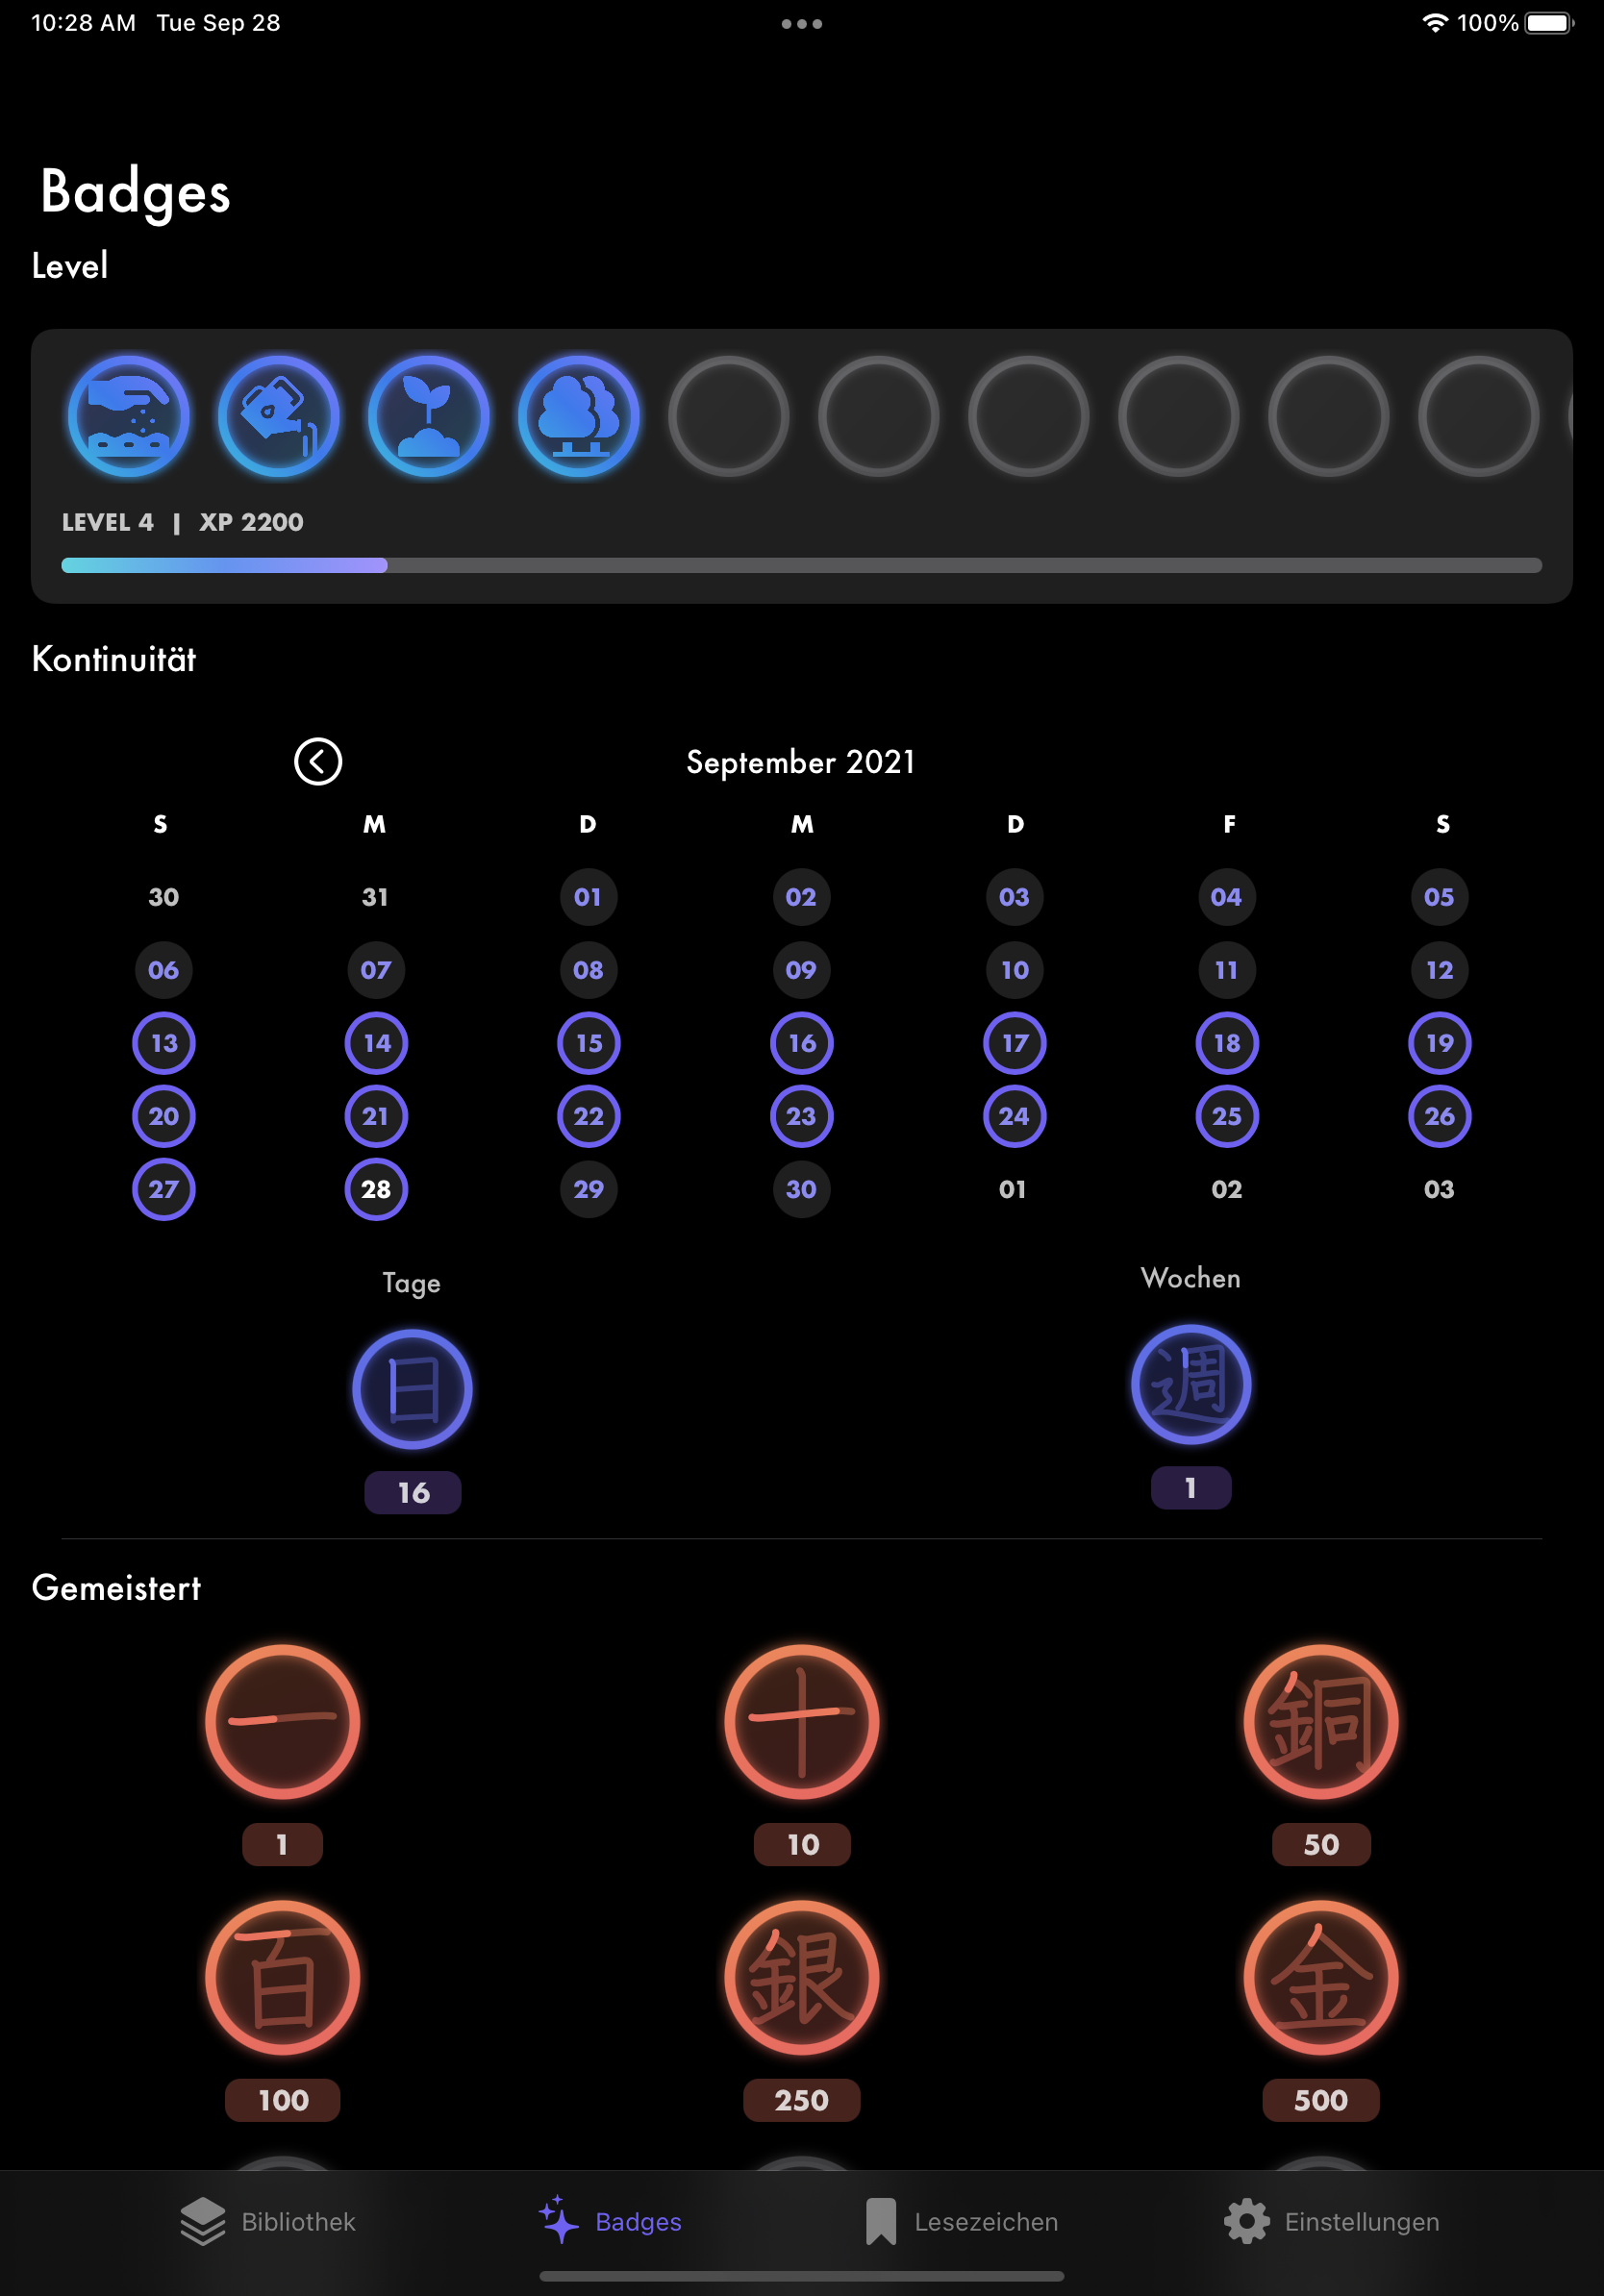 10:28 AM Tue Sep 28
100%
Badges
Level
LEVEL 4 | XP 2200
Kontinuität
September 2021
S M D M D F S
30 31 01 02 03 04 05
06 07 08 09 10 11 12
13 14 15 16 17 18 19
20 21 22 23 24 25 26
27 28 29 30 01 02 03
Tage Wochen
日 週
16 1
Gemeistert
一 十 銅
1 10 50
百 銀 金
100 250 500
Bibliothek Badges Lesezeichen Einstellungen